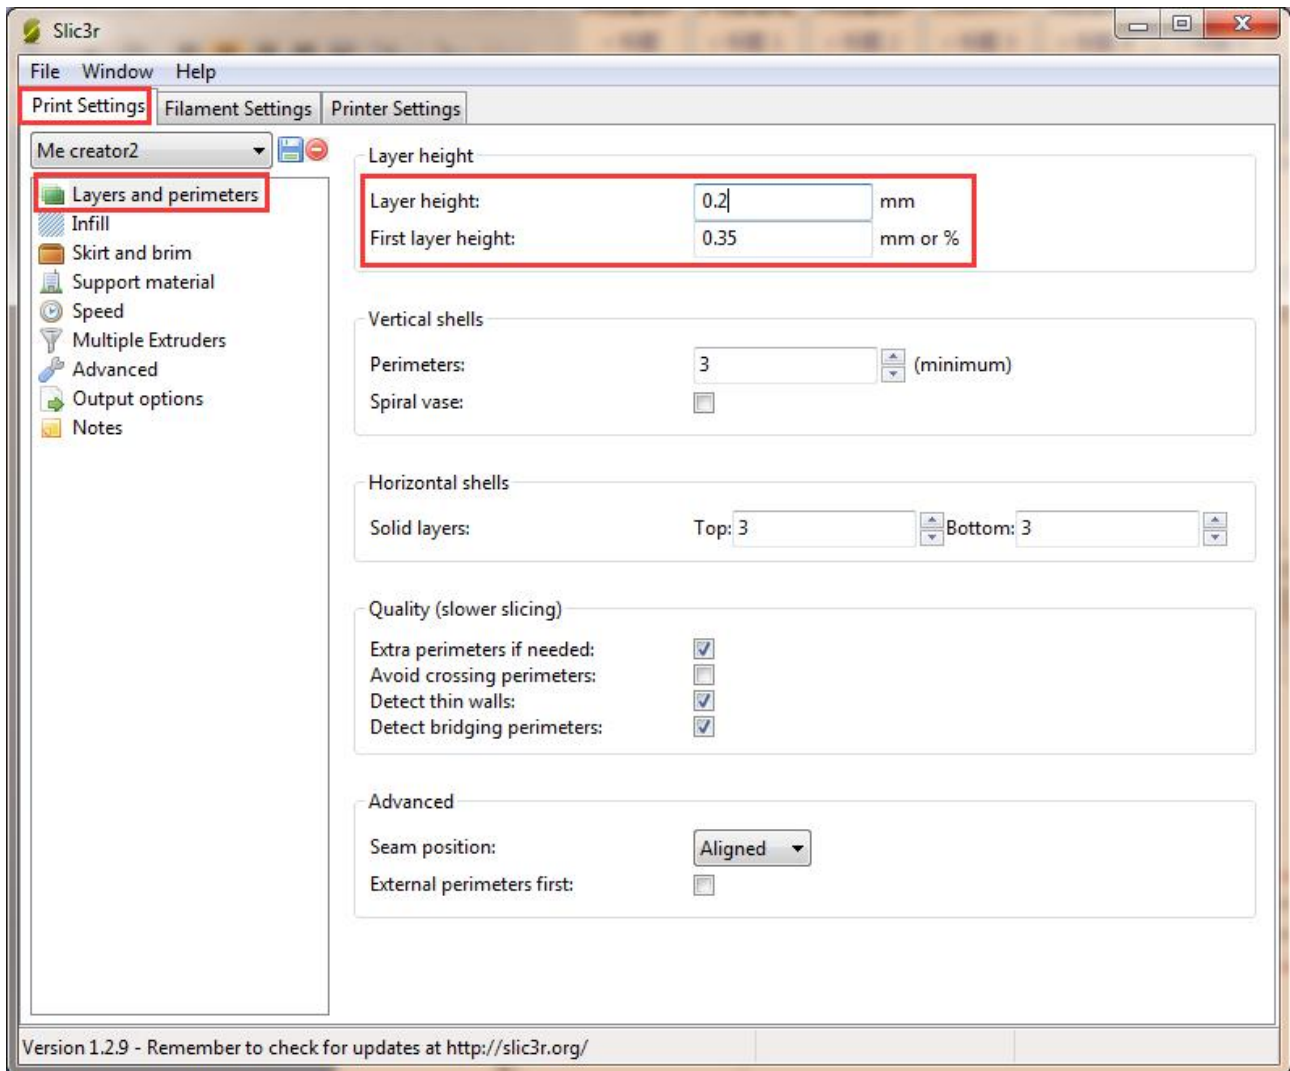 Slic3r
File Window Help
Print Settings Filament Settings Printer Settings
Me creator2
Layers and perimeters
Infill
Skirt and brim
Support material
Speed
Multiple Extruders
Advanced
Output options
Notes
Layer height
Layer height: 0.2 mm
First layer height: 0.35 mm or %
Vertical shells
Perimeters: 3 (minimum)
Spiral vase:
Horizontal shells
Solid layers: Top: 3 Bottom: 3
Quality (slower slicing)
Extra perimeters if needed:
Avoid crossing perimeters:
Detect thin walls:
Detect bridging perimeters:
Advanced
Seam position: Aligned
External perimeters first:
Version 1.2.9 - Remember to check for updates at http://slic3r.org/